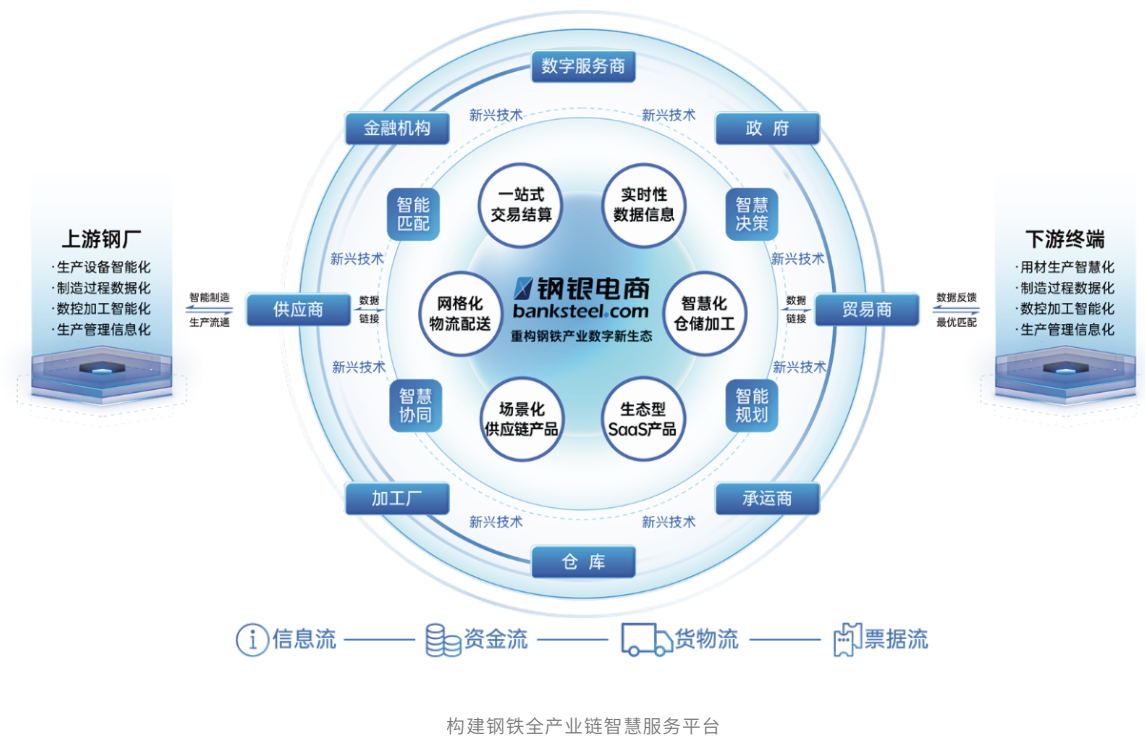 数字服务商
金融机构
新兴技术
新兴技术
政 府
一站式
交易结算
实时性
数据信息
智能
匹配
智慧
决策
上游钢厂
·生产设备智能化
·制造过程数据化
·数控加工智能化
·生产管理信息化
下游终端
·用材生产智慧化
·制造过程数据化
·数控加工智能化
·生产管理信息化
新兴技术
新兴技术
智能制造
生产流通
供应商
数据
链接
网格化
物流配送
钢银电商
banksteel.com
重构钢铁产业数字新生态
智慧化
仓储加工
数据
链接
贸易商
数据反馈
最优匹配
新兴技术
新兴技术
智慧
协同
场景化
供应链产品
生态型
SaaS产品
智能
规划
加工厂
承运商
新兴技术
新兴技术
仓 库
信息流
资金流
货物流
票据流
构建钢铁全产业链智慧服务平台